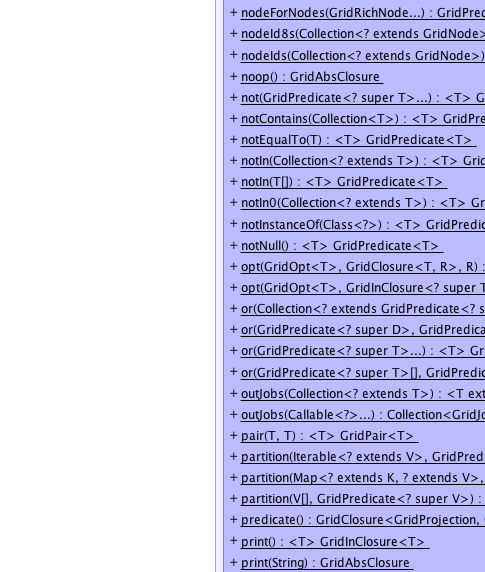 + nodeForNodes(GridRichNode...) : GridPred
+ nodeId8s(Collection<? extends GridNode>
+ nodeIds(Collection<? extends GridNode>)
+ noop() : GridAbsClosure
+ not(GridPredicate<? super T>...) : <T> G
+ notContains(Collection<T>) : <T> GridPre
+ notEqualTo(T) : <T> GridPredicate<T>
+ notIn(Collection<? extends T>) : <T> Grid
+ notIn(T[]) : <T> GridPredicate<T>
+ notIn0(Collection<? extends T>) : <T> Gr
+ notInstanceOf(Class<?>) : <T> GridPredic
+ notNull() : <T> GridPredicate<T>
+ opt(GridOpt<T>, GridClosure<T, R>, R) :
+ opt(GridOpt<T>, GridInClosure<? super T
+ or(Collection<? extends GridPredicate<? s
+ or(GridPredicate<? super D>, GridPredica
+ or(GridPredicate<? super T>...) : <T> Gr
+ or(GridPredicate<? super T>[], GridPredic
+ outJobs(Collection<? extends T>) : <T ext
+ outJobs(Callable<?>...) : Collection<GridJo
+ pair(T, T) : <T> GridPair<T>
+ partition(Iterable<? extends V>, GridPred
+ partition(Map<? extends K, ? extends V>,
+ partition(V[], GridPredicate<? super V>) :
+ predicate() : GridClosure<GridProjection,
+ print() : <T> GridInClosure<T>
+ print(String) : GridAbsClosure